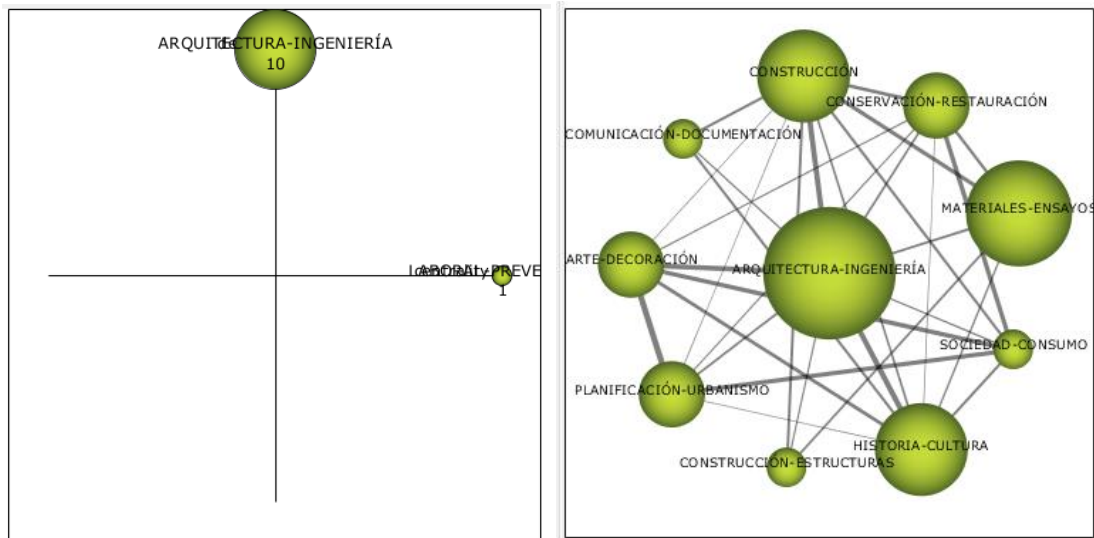 ARQUITECTURA-INGENIERÍA
10
1
CONSTRUCCIÓN
CONSERVACIÓN-RESTAURACIÓN
COMUNICACIÓN-DOCUMENTACIÓN
MATERIALES-ENSAYOS
ARTE-DECORACIÓN
ARQUITECTURA-INGENIERÍA
SOCIEDAD-CONSUMO
PLANIFICACIÓN-URBANISMO
HISTORIA-CULTURA
CONSTRUCCIÓN-ESTRUCTURAS